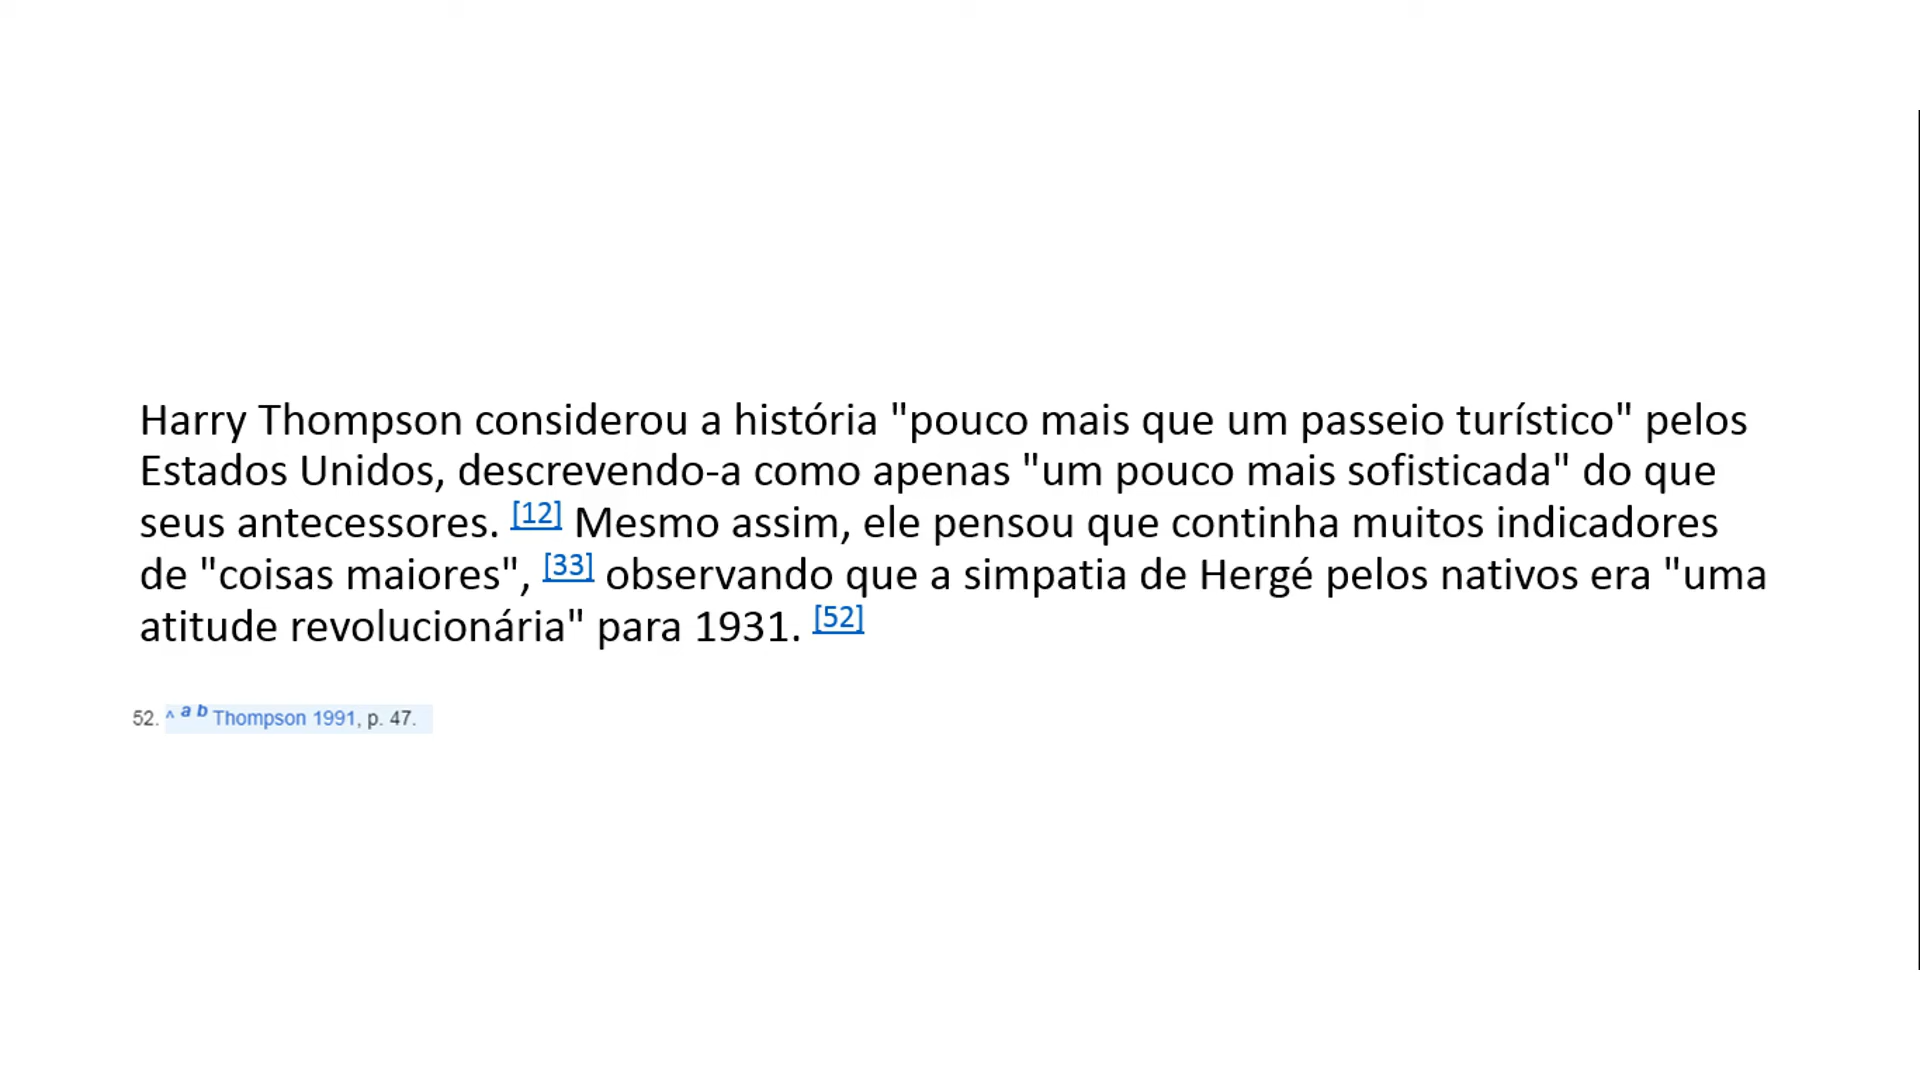 Harry Thompson considerou a história "pouco mais que um passeio turístico" pelos
Estados Unidos, descrevendo-a como apenas "um pouco mais sofisticada" do que
seus antecessores. [12] Mesmo assim, ele pensou que continha muitos indicadores
de "coisas maiores", [33] observando que a simpatia de Hergé pelos nativos era "uma
atitude revolucionária" para 1931. [52]
52. ^ a b Thompson 1991, p. 47.